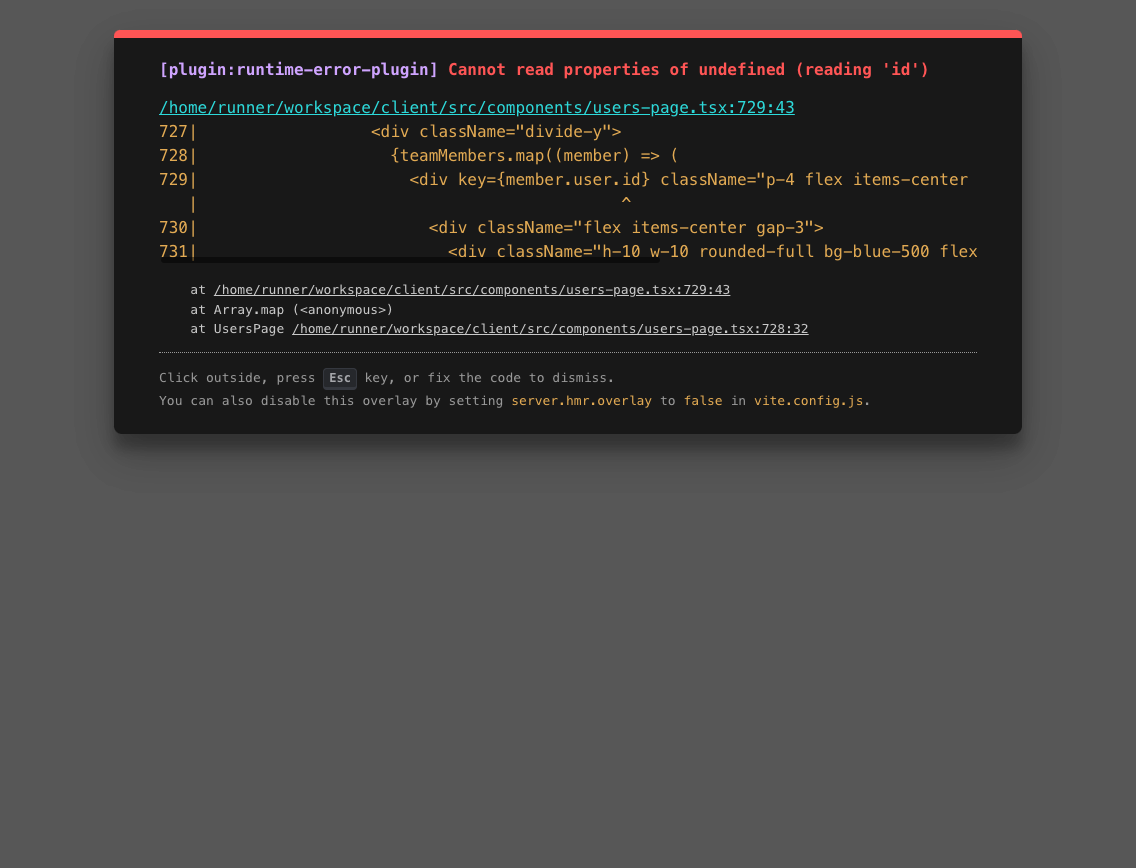 [plugin:runtime-error-plugin] Cannot read properties of undefined (reading 'id')
/home/runner/workspace/client/src/components/users-page.tsx:729:43
727|                  <div className="divide-y">
728|                    {teamMembers.map((member) => (
729|                      <div key={member.user.id} className="p-4 flex items-center
   |                                            ^
730|                        <div className="flex items-center gap-3">
731|                          <div className="h-10 w-10 rounded-full bg-blue-500 flex
    at /home/runner/workspace/client/src/components/users-page.tsx:729:43
    at Array.map (<anonymous>)
    at UsersPage /home/runner/workspace/client/src/components/users-page.tsx:728:32
Click outside, press Esc key, or fix the code to dismiss.
You can also disable this overlay by setting server.hmr.overlay to false in vite.config.js.